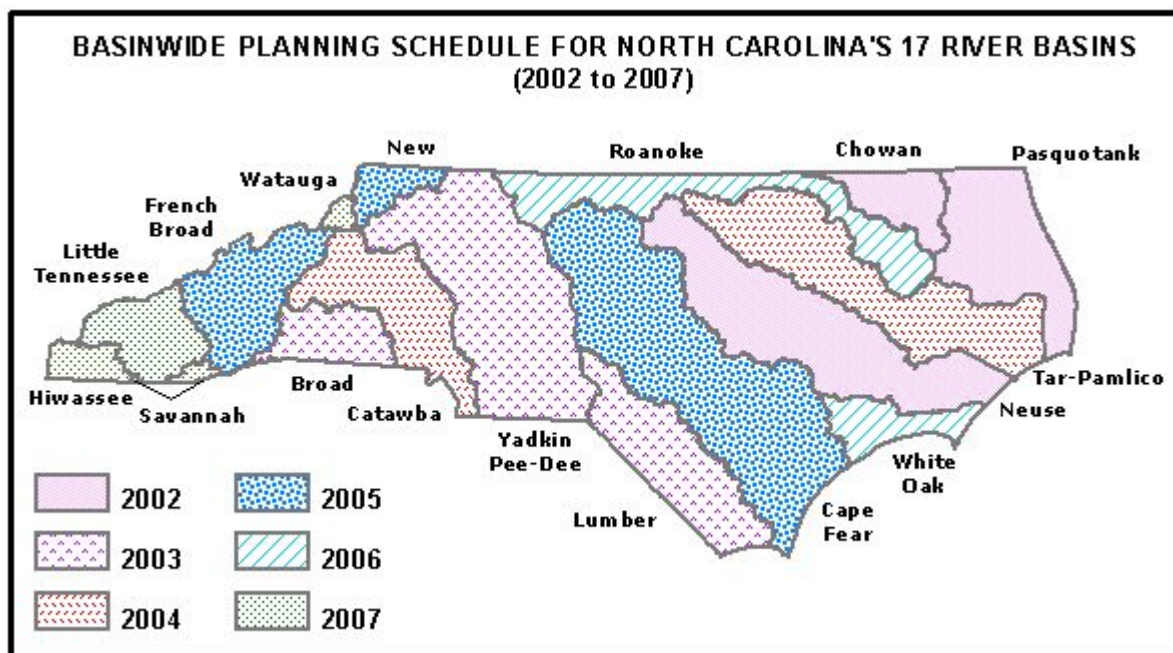 BASINWIDE PLANNING SCHEDULE FOR NORTH CAROLINA'S 17 RIVER BASINS
(2002 to 2007)
New
Roanoke
Chowan
Pasquotank
Watauga
French
Broad
Little
Tennessee
Hiwassee
Savannah
Broad
Catawba
Yadkin
Pee-Dee
Lumber
Cape
Fear
White
Oak
Neuse
Tar-Pamlico
2002
2003
2004
2005
2006
2007